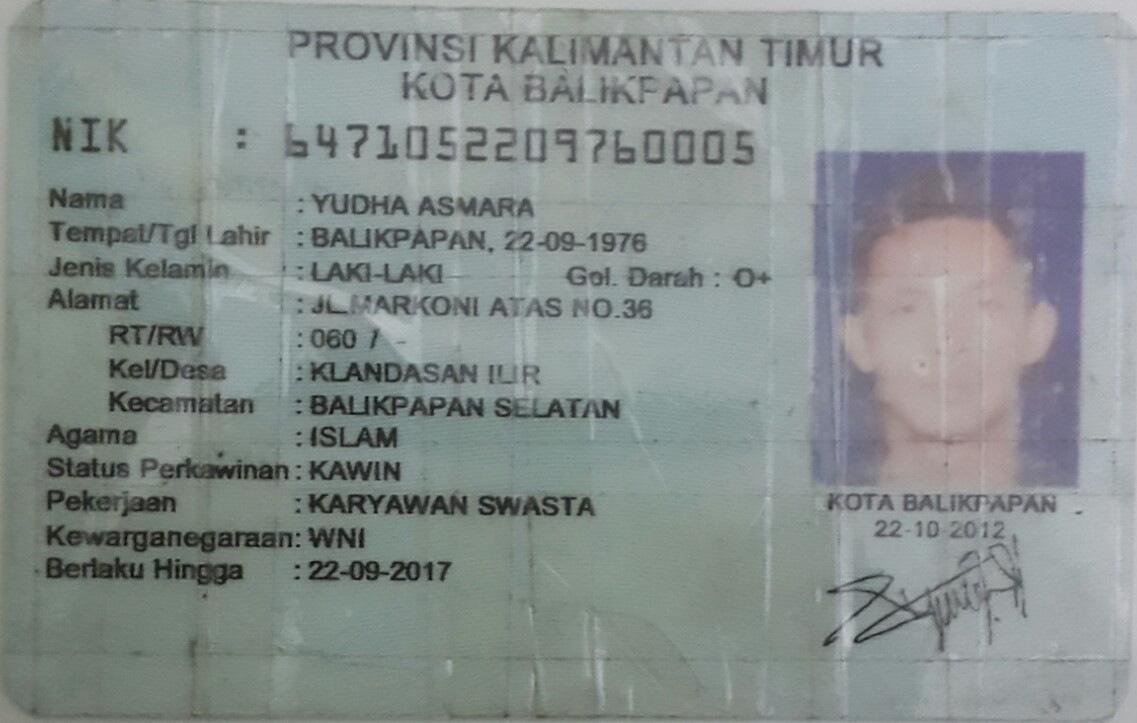 PROVINSI KALIMANTAN TIMUR
KOTA BALIKPAPAN
NIK : 6471052209760005
Nama : YUDHA ASMARA
Tempat/Tgl Lahir : BALIKPAPAN, 22-09-1976
Jenis Kelamin : LAKI-LAKI Gol. Darah : O+
Alamat : JL.MARKONI ATAS NO.36
RT/RW : 060 / -
Kel/Desa : KLANDASAN ILIR
Kecamatan : BALIKPAPAN SELATAN
Agama : ISLAM
Status Perkawinan : KAWIN
Pekerjaan : KARYAWAN SWASTA
Kewarganegaraan: WNI
Berlaku Hingga : 22-09-2017
KOTA BALIKPAPAN
22-10-2012